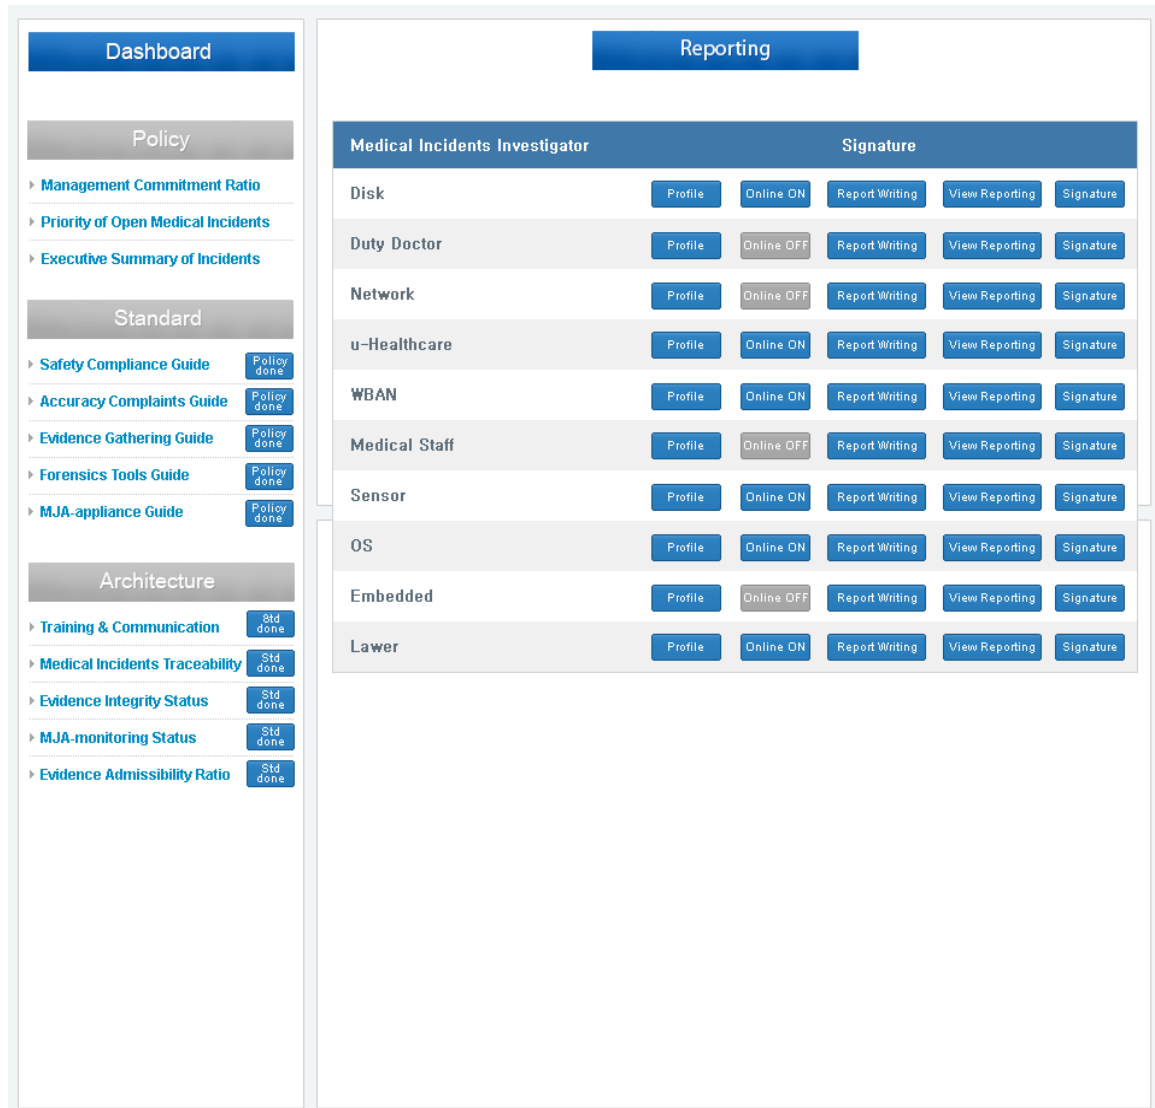 Dashboard
Policy
Management Commitment Ratio
Priority of Open Medical Incidents
Executive Summary of Incidents
Standard
Safety Compliance Guide Policy done
Accuracy Complaints Guide Policy done
Evidence Gathering Guide Policy done
Forensics Tools Guide Policy done
MJA-appliance Guide Policy done
Architecture
Training & Communication Std done
Medical Incidents Traceability Std done
Evidence Integrity Status Std done
MJA-monitoring Status Std done
Evidence Admissibility Ratio Std done
Reporting
Medical Incidents Investigator Signature
Disk Profile Online ON Report Writing View Reporting Signature
Duty Doctor Profile Online OFF Report Writing View Reporting Signature
Network Profile Online OFF Report Writing View Reporting Signature
u-Healthcare Profile Online ON Report Writing View Reporting Signature
WBAN Profile Online ON Report Writing View Reporting Signature
Medical Staff Profile Online OFF Report Writing View Reporting Signature
Sensor Profile Online ON Report Writing View Reporting Signature
OS Profile Online ON Report Writing View Reporting Signature
Embedded Profile Online OFF Report Writing View Reporting Signature
Lawer Profile Online ON Report Writing View Reporting Signature